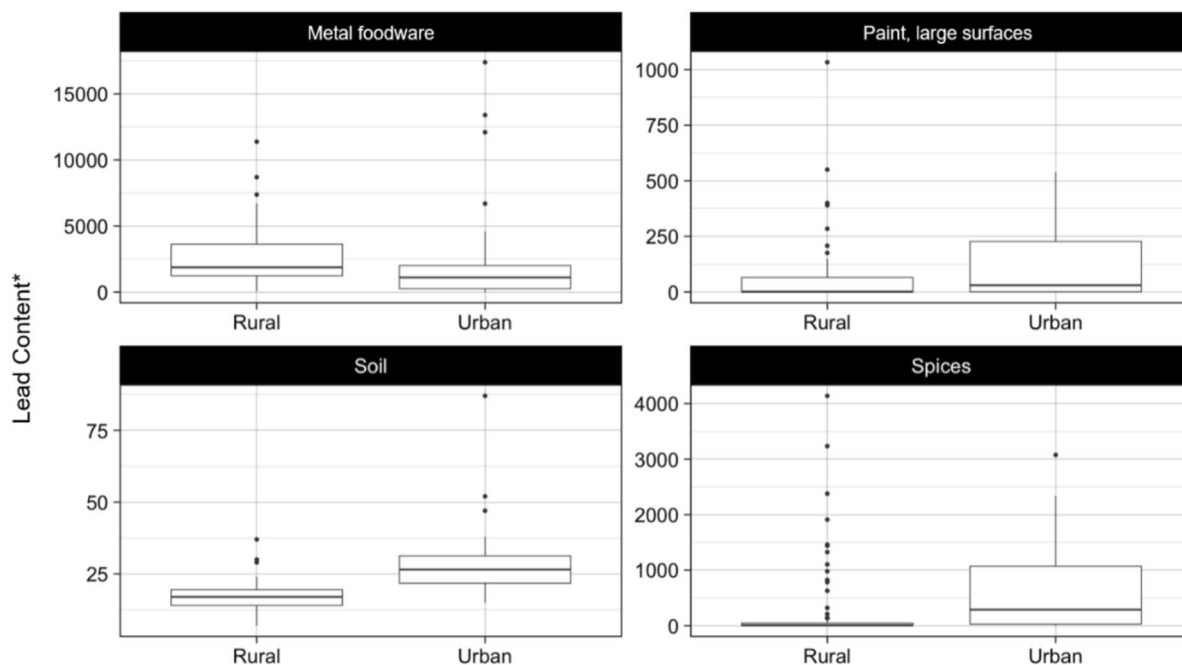 Lead Content*
Metal foodware
15000
10000
5000
0
Rural Urban
Paint, large surfaces
1000
750
500
250
0
Rural Urban
Soil
75
50
25
Rural Urban
Spices
4000
3000
2000
1000
0
Rural Urban